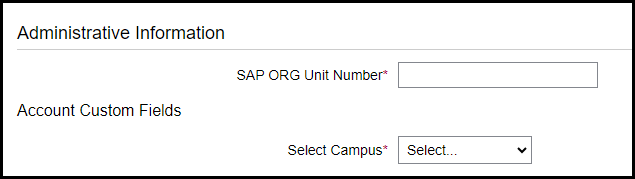 Administrative Information
SAP ORG Unit Number*
Account Custom Fields
Select Campus* Select...